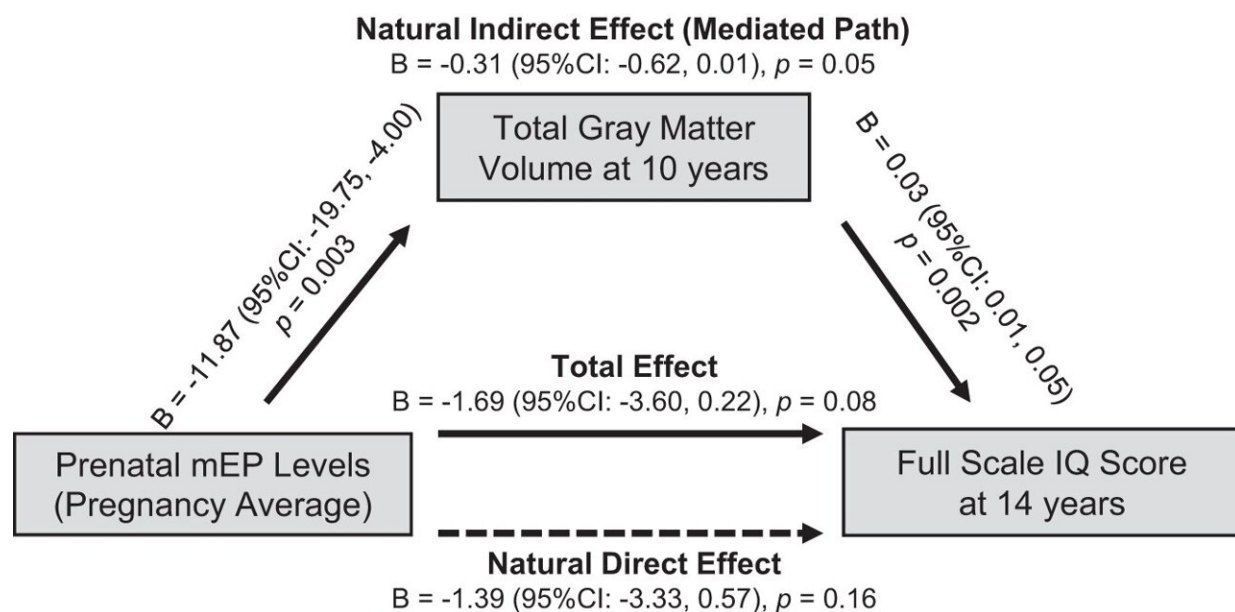 Natural Indirect Effect (Mediated Path)
B = -0.31 (95%CI: -0.62, 0.01), p = 0.05
Total Gray Matter
Volume at 10 years
B = -11.87 (95%CI: -19.75, -4.00)
p = 0.003
B = 0.03 (95%CI: 0.01, 0.05)
p = 0.002
Total Effect
B = -1.69 (95%CI: -3.60, 0.22), p = 0.08
Prenatal mEP Levels
(Pregnancy Average)
Full Scale IQ Score
at 14 years
Natural Direct Effect
B = -1.39 (95%CI: -3.33, 0.57), p = 0.16